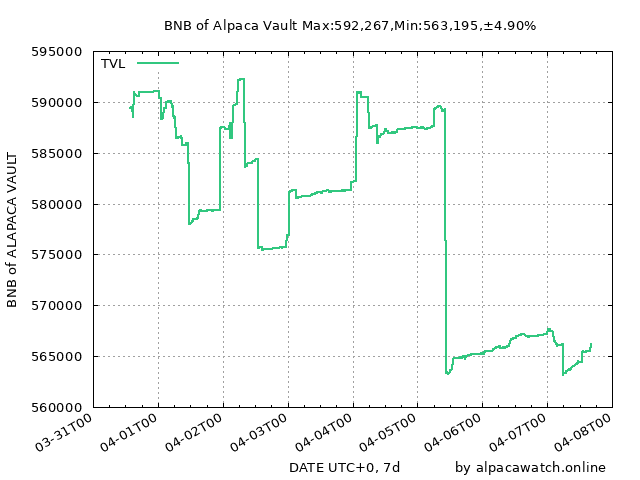 BNB of Alpaca Vault Max:592,267,Min:563,195,±4.90%
TVL
595000
590000
585000
580000
575000
570000
565000
560000
BNB of ALAPACA VAULT
03-31T00
04-01T00
04-02T00
04-03T00
04-04T00
04-05T00
04-06T00
04-07T00
04-08T00
DATE UTC+0, 7d
by alpacawatch.online